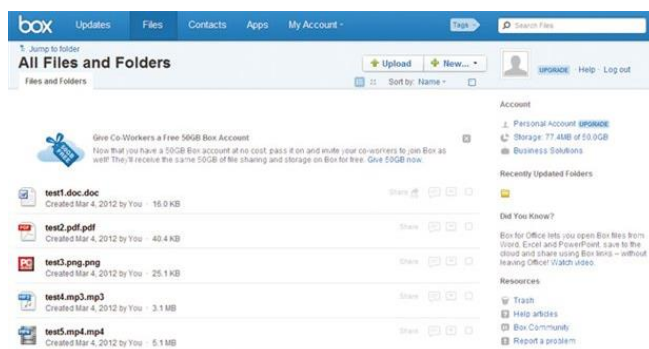 box Updates Files Contacts Apps My Account Tags Search Files
Jump to folder
All Files and Folders
Upload New...
UPGRADE · Help · Log out
Files and Folders
Sort by: Name
Account
Personal Account UPGRADE
Storage: 77.4MB of 50.0GB
Business Solutions
Recently Updated Folders
50GB FREE
Give Co-Workers a Free 50GB Box Account
Now that you have a 50GB Box account at no cost, pass it on and invite your co-workers to join Box as
well! They'll receive the same 50GB of file sharing and storage on Box for free. Give 50GB now.
test1.doc.doc
Created Mar 4, 2012 by You · 16.0 KB
Share
test2.pdf.pdf
Created Mar 4, 2012 by You · 40.4 KB
Share
test3.png.png
Created Mar 4, 2012 by You · 25.1 KB
Share
test4.mp3.mp3
Created Mar 4, 2012 by You · 3.1 MB
Share
test5.mp4.mp4
Created Mar 4, 2012 by You · 5.1 MB
Share
Did You Know?
Box for Office lets you open Box files from
Word, Excel and PowerPoint, save to the
cloud and share using Box links – without
leaving Office! Watch video.
Resources
Trash
Help articles
Box Community
Report a problem